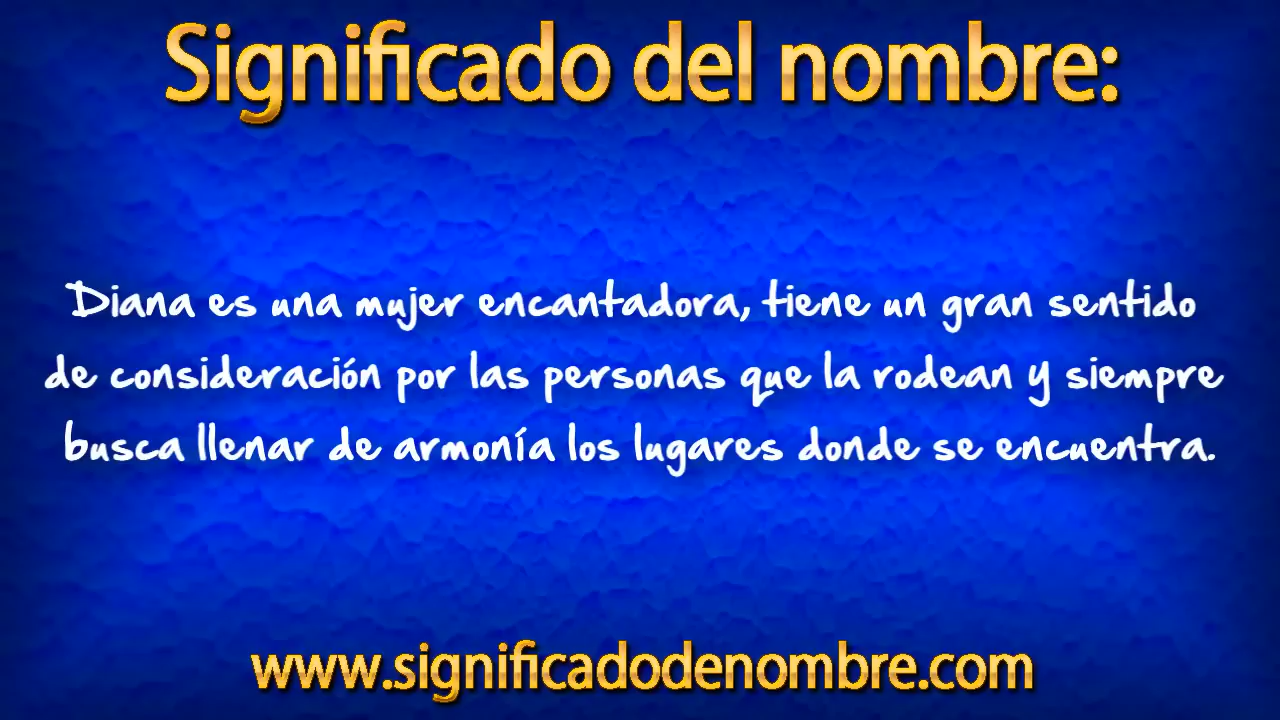 Significado del nombre:
Diana es una mujer encantadora, tiene un gran sentido
de consideración por las personas que la rodean y siempre
busca llenar de armonía los lugares donde se encuentra.
www.significadodenombre.com